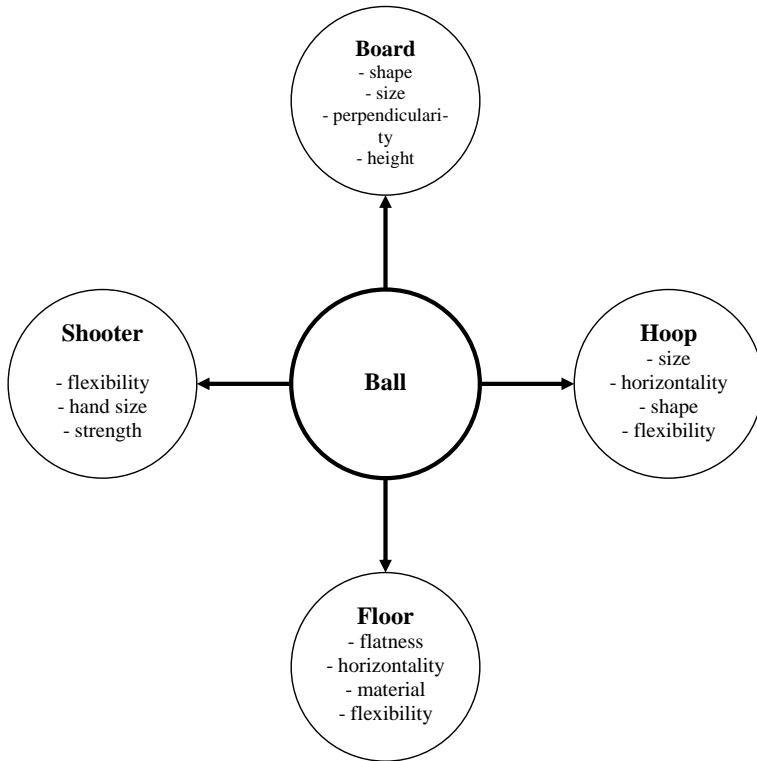 Board
- shape
- size
- perpendiculari-
ty
- height
Shooter
- flexibility
- hand size
- strength
Ball
Hoop
- size
- horizontality
- shape
- flexibility
Floor
- flatness
- horizontality
- material
- flexibility